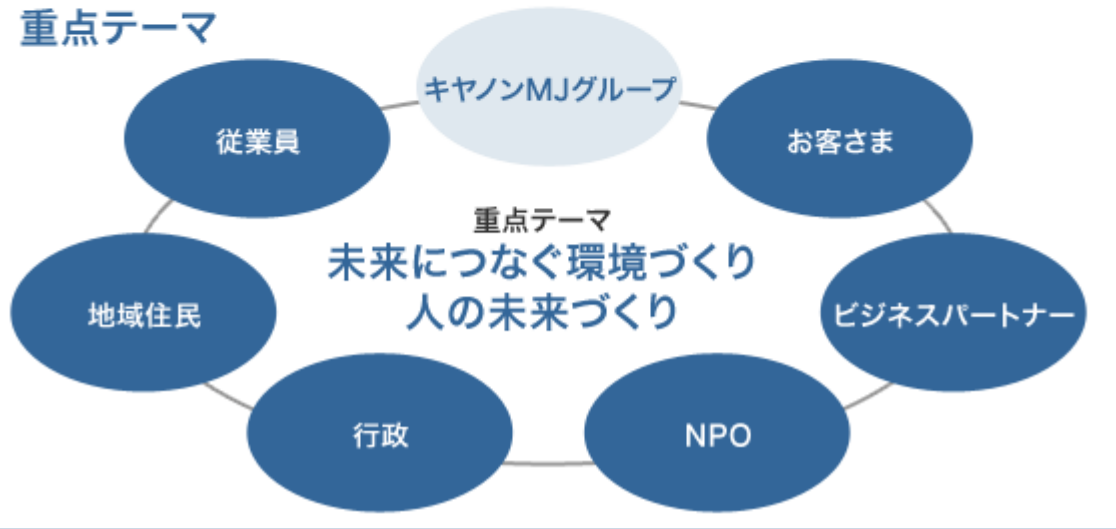 重点テーマ
キヤノンMJグループ
従業員
お客さま
重点テーマ
未来につなぐ環境づくり
人の未来づくり
地域住民
ビジネスパートナー
行政
NPO